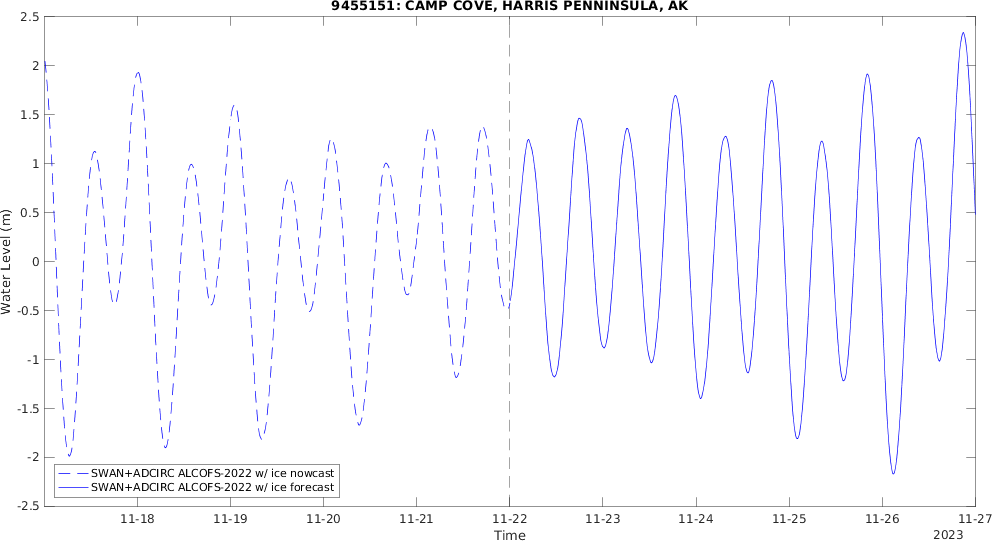 9455151: CAMP COVE, HARRIS PENNINSULA, AK
2.5
2
1.5
1
0.5
0
-0.5
-1
-1.5
-2
-2.5
Water Level (m)
SWAN+ADCIRC ALCOFS-2022 w/ ice nowcast
SWAN+ADCIRC ALCOFS-2022 w/ ice forecast
11-18 11-19 11-20 11-21 11-22 11-23 11-24 11-25 11-26 11-27
Time
2023